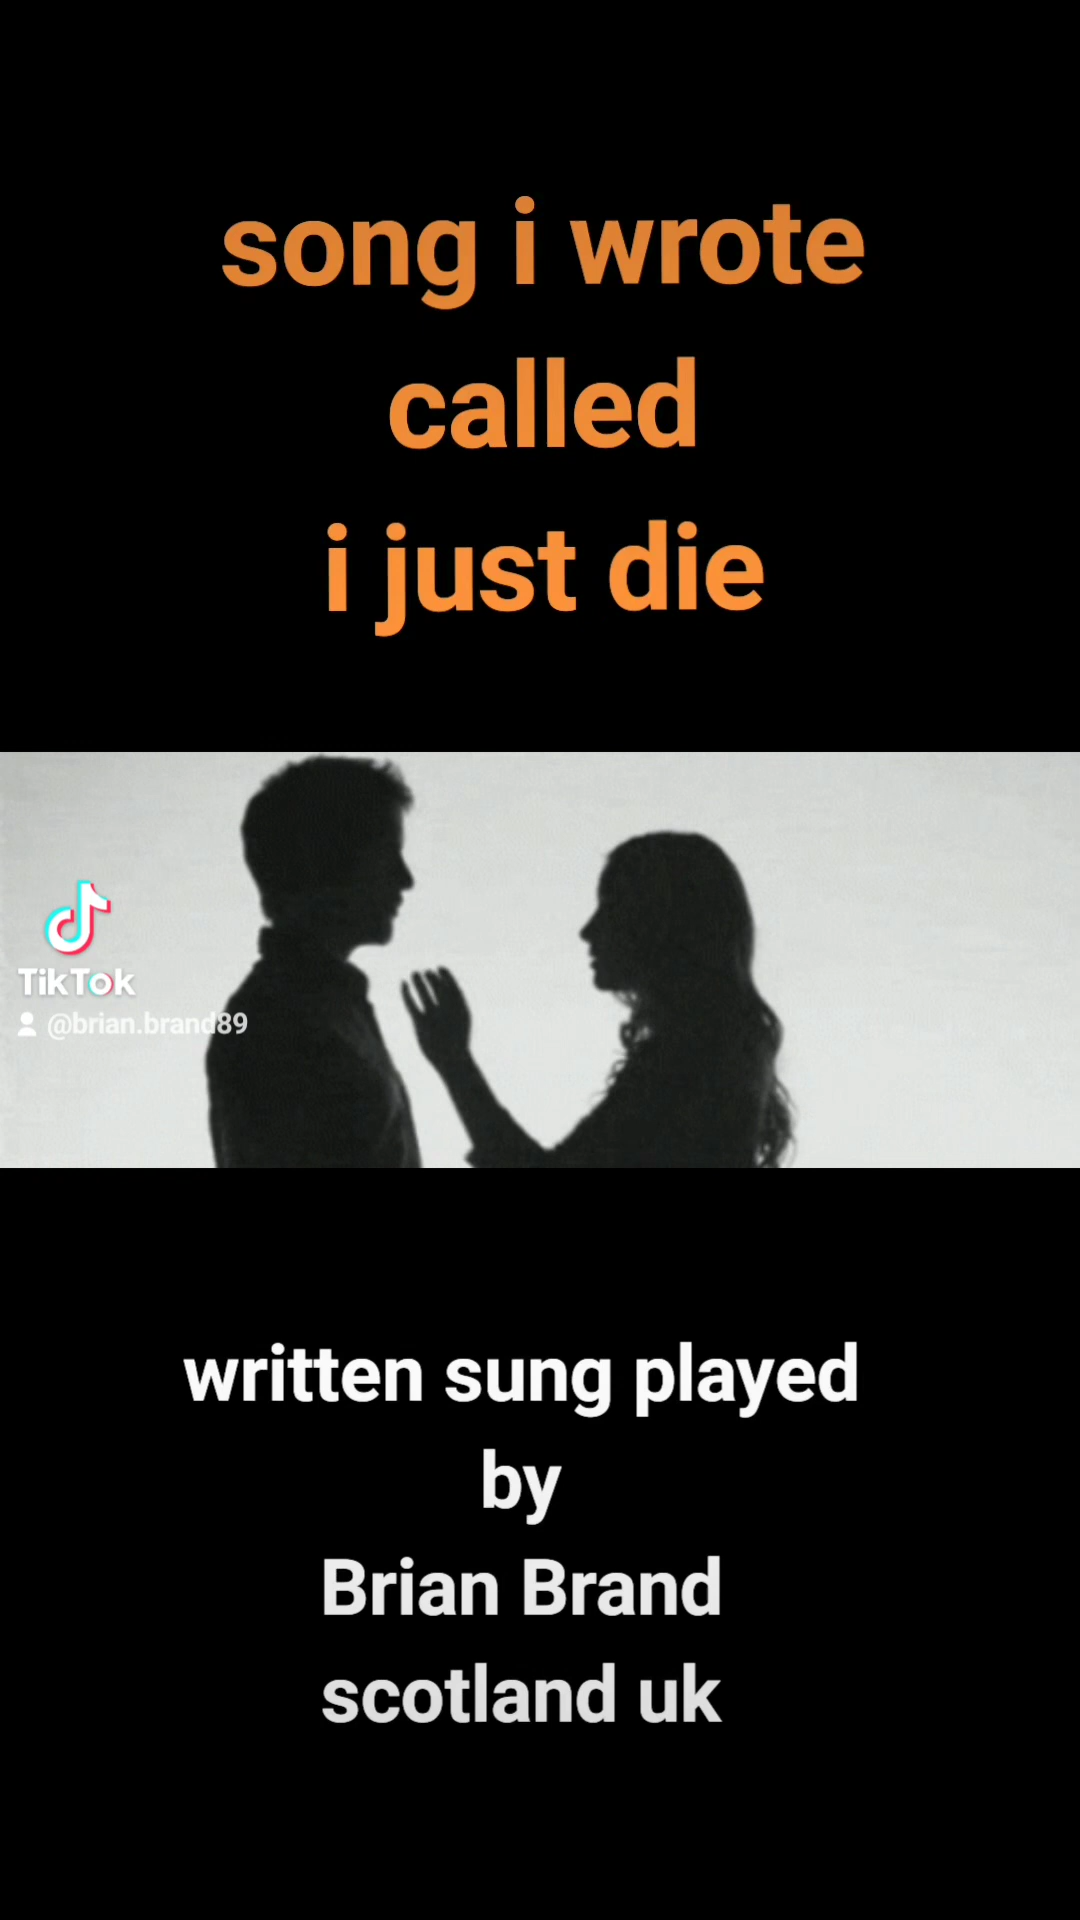 song i wrote
called
i just die
TikTok
@brian.brand89
written sung played
by
Brian Brand
scotland uk